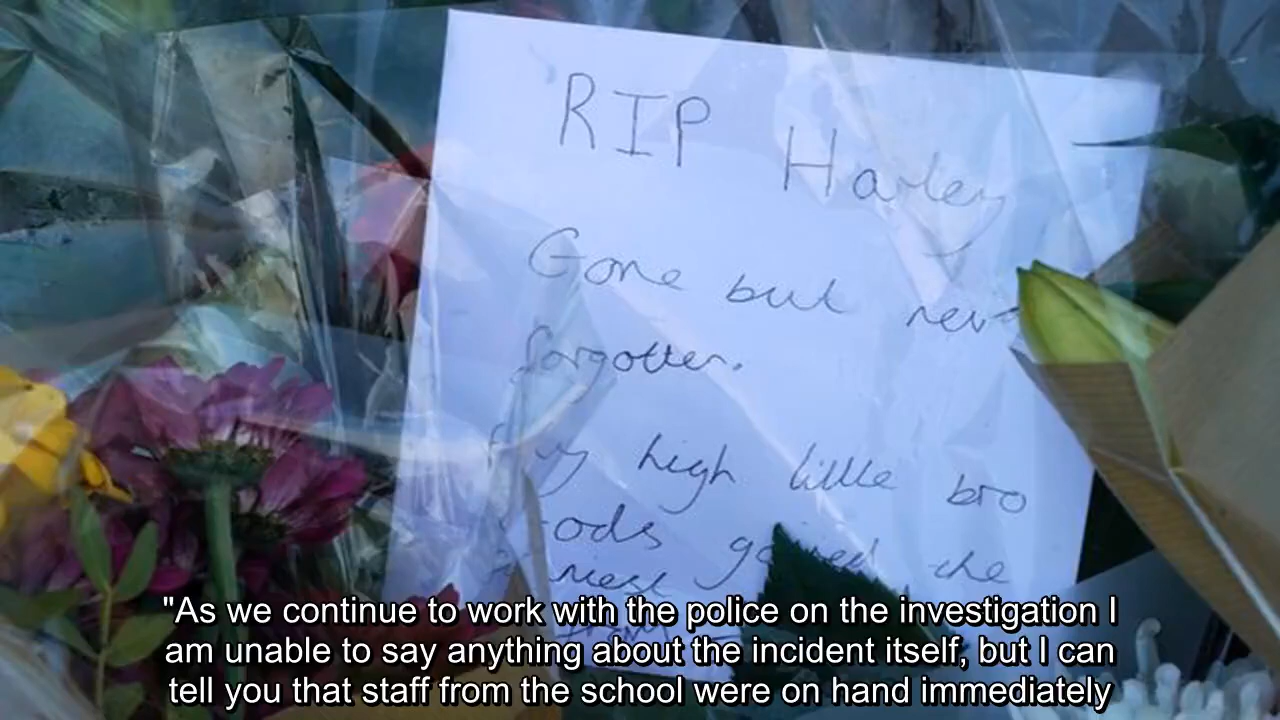 RIP Harley
Gone but nev
forgotten.
high little bro
gained the
"As we continue to work with the police on the investigation I
am unable to say anything about the incident itself, but I can
tell you that staff from the school were on hand immediately